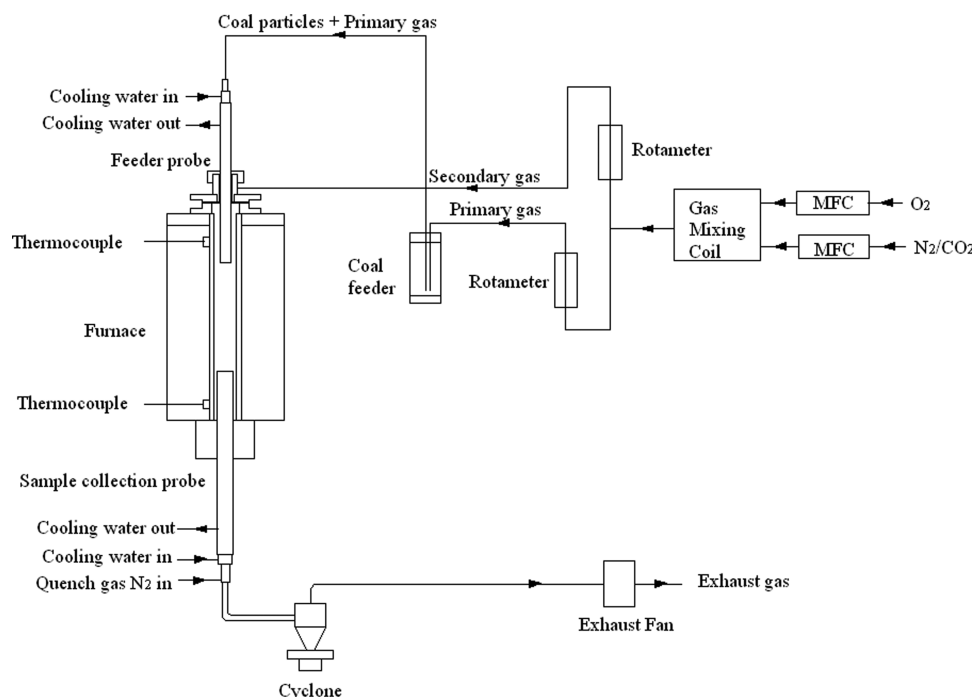 Coal particles + Primary gas
Cooling water in
Cooling water out
Feeder probe
Rotameter
Secondary gas
Primary gas
Gas
Mixing
Coil
MFC
O2
MFC
N2/CO2
Thermocouple
Coal
feeder
Rotameter
Furnace
Thermocouple
Sample collection probe
Cooling water out
Cooling water in
Quench gas N2 in
Exhaust gas
Exhaust Fan
Cyclone